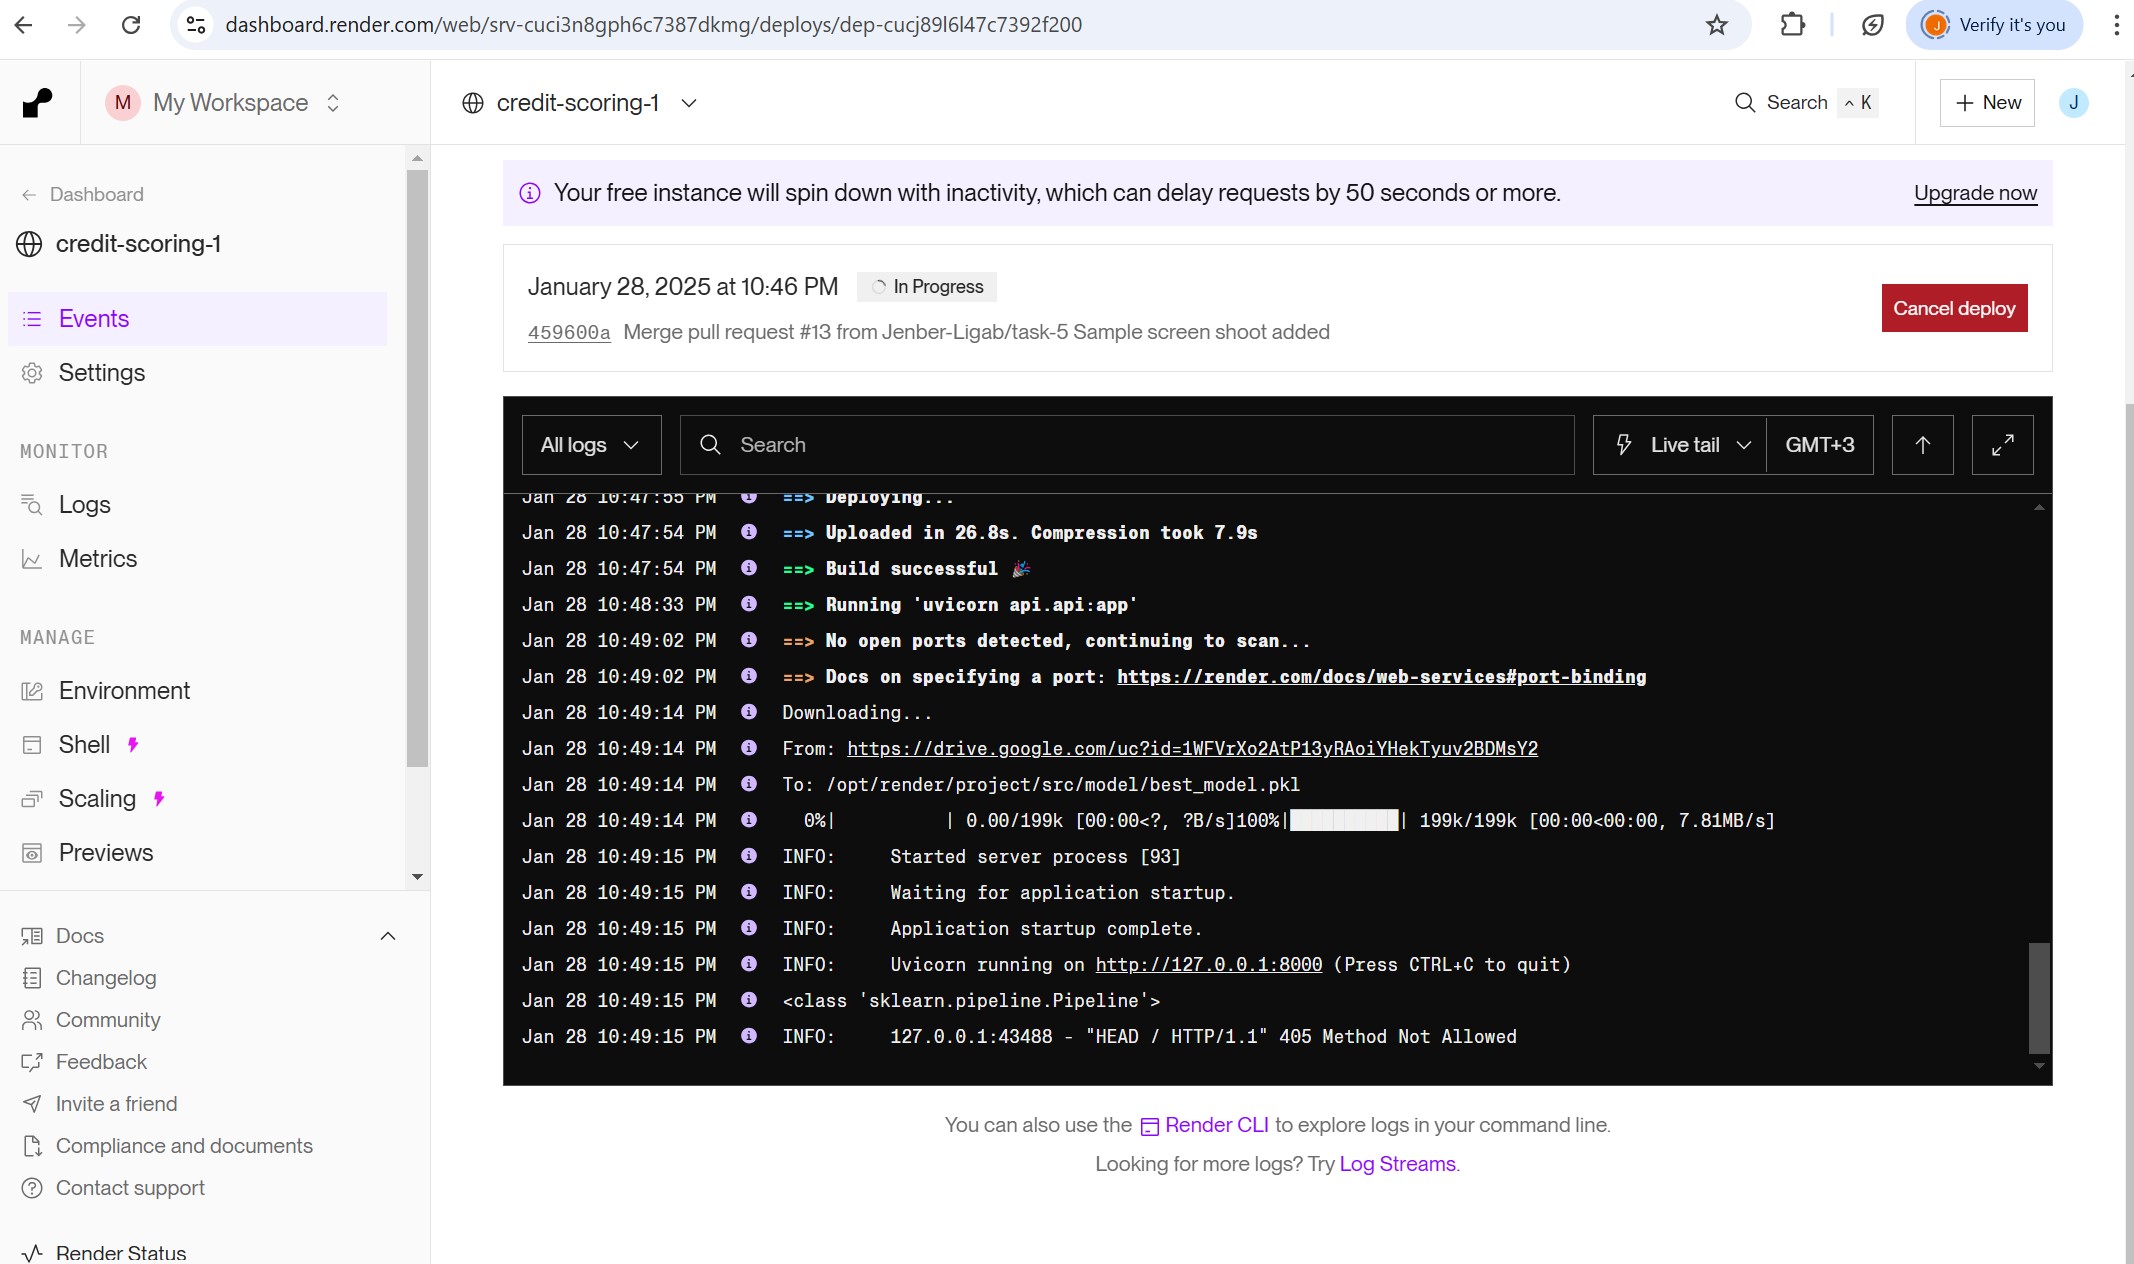 dashboard.render.com/web/srv-cuci3n8gph6c7387dkmg/deploys/dep-cucj89l6l47c7392f200
J Verify it's you
M My Workspace
credit-scoring-1
Search ^ K
+ New
J
← Dashboard
credit-scoring-1
Events
Settings
MONITOR
Logs
Metrics
MANAGE
Environment
Shell
Scaling
Previews
Docs
Changelog
Community
Feedback
Invite a friend
Compliance and documents
Contact support
Render Status
Your free instance will spin down with inactivity, which can delay requests by 50 seconds or more.
Upgrade now
January 28, 2025 at 10:46 PM In Progress
459600a Merge pull request #13 from Jenber-Ligab/task-5 Sample screen shoot added
Cancel deploy
All logs
Search
Live tail
GMT+3
Jan 28 10:47:55 PM ==> Deploying...
Jan 28 10:47:54 PM ==> Uploaded in 26.8s. Compression took 7.9s
Jan 28 10:47:54 PM ==> Build successful 🎉
Jan 28 10:48:33 PM ==> Running 'uvicorn api.api:app'
Jan 28 10:49:02 PM ==> No open ports detected, continuing to scan...
Jan 28 10:49:02 PM ==> Docs on specifying a port: https://render.com/docs/web-services#port-binding
Jan 28 10:49:14 PM Downloading...
Jan 28 10:49:14 PM From: https://drive.google.com/uc?id=1WFVrXo2AtP13yRAoiYHekTyuv2BDMsY2
Jan 28 10:49:14 PM To: /opt/render/project/src/model/best_model.pkl
Jan 28 10:49:14 PM 0%|          | 0.00/199k [00:00<?, ?B/s]100%|██████████| 199k/199k [00:00<00:00, 7.81MB/s]
Jan 28 10:49:15 PM INFO: Started server process [93]
Jan 28 10:49:15 PM INFO: Waiting for application startup.
Jan 28 10:49:15 PM INFO: Application startup complete.
Jan 28 10:49:15 PM INFO: Uvicorn running on http://127.0.0.1:8000 (Press CTRL+C to quit)
Jan 28 10:49:15 PM <class 'sklearn.pipeline.Pipeline'>
Jan 28 10:49:15 PM INFO: 127.0.0.1:43488 - "HEAD / HTTP/1.1" 405 Method Not Allowed
You can also use the Render CLI to explore logs in your command line.
Looking for more logs? Try Log Streams.